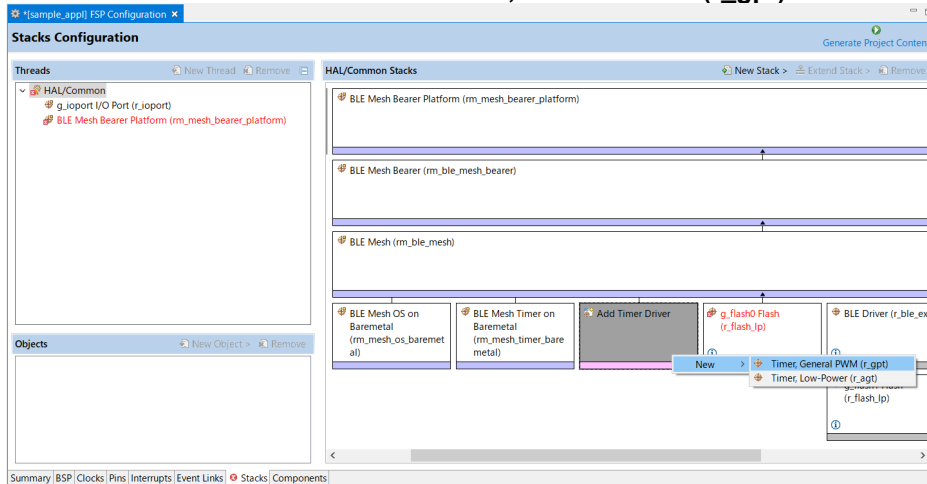 *[sample_appl] FSP Configuration
Stacks Configuration
Generate Project Content
Threads
New Thread
Remove
HAL/Common Stacks
New Stack >
Extend Stack >
Remove
HAL/Common
g_ioport I/O Port (r_ioport)
BLE Mesh Bearer Platform (rm_mesh_bearer_platform)
BLE Mesh Bearer Platform (rm_mesh_bearer_platform)
BLE Mesh Bearer (rm_ble_mesh_bearer)
BLE Mesh (rm_ble_mesh)
BLE Mesh OS on
Baremetal
(rm_mesh_os_baremet
al)
BLE Mesh Timer on
Baremetal
(rm_mesh_timer_bare
metal)
Add Timer Driver
g_flash0 Flash
(r_flash_lp)
BLE Driver (r_ble_ex
New >
Timer, General PWM (r_gpt)
Timer, Low-Power (r_agt)
(r_flash_lp)
Objects
New Object >
Remove
Summary BSP Clocks Pins Interrupts Event Links Stacks Components